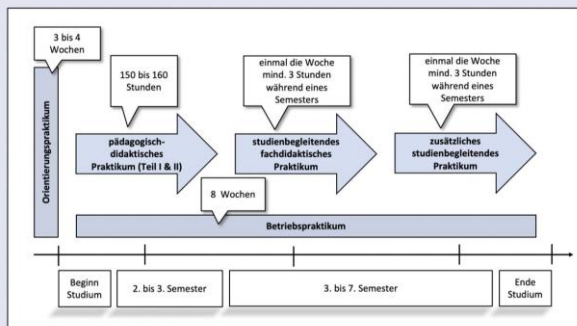 3 bis 4
Wochen
150 bis 160
Stunden
einmal die Woche
mind. 3 Stunden
während eines
Semesters
einmal die Woche
mind. 3 Stunden
während eines
Semesters
Orientierungspraktikum
pädagogisch-
didaktisches
Praktikum (Teil I & II)
studienbegleitendes
fachdidaktisches
Praktikum
zusätzliches
studienbegleitendes
Praktikum
8 Wochen
Betriebspraktikum
Beginn
Studium
2. bis 3. Semester
3. bis 7. Semester
Ende
Studium